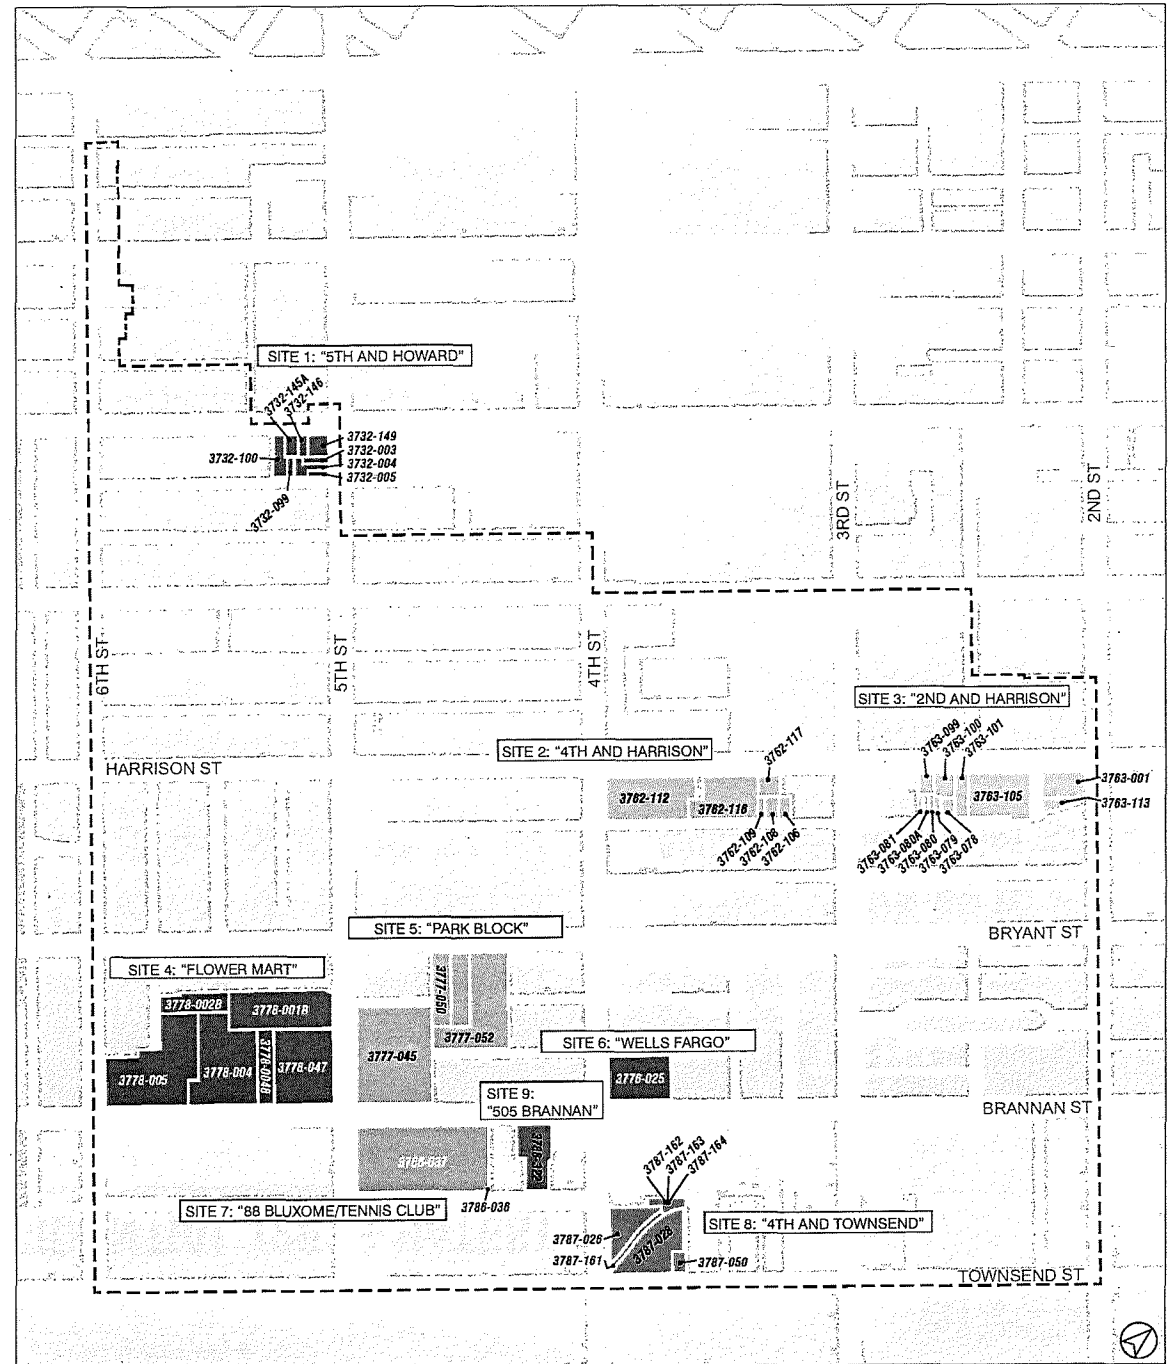 SITE 1: "5TH AND HOWARD"
3732-145A
3732-146
3732-149
3732-003
3732-100
3732-004
3732-005
3732-099
3RD ST
2ND ST
6TH ST
5TH ST
4TH ST
SITE 3: "2ND AND HARRISON"
SITE 2: "4TH AND HARRISON"
3762-117
3763-099
3763-100
3763-101
HARRISON ST
3762-112
3762-116
3763-105
3763-001
3763-113
3762-109
3762-108
3762-106
3763-081
3763-080A
3763-080
3763-079
3763-078
SITE 5: "PARK BLOCK"
BRYANT ST
SITE 4: "FLOWER MART"
3778-002B
3778-001B
3777-050
3777-052
3777-045
SITE 6: "WELLS FARGO"
3778-005
3778-004
3778-004B
3778-047
3776-025
SITE 9:
"505 BRANNAN"
BRANNAN ST
3786-037
3786-036
3787-162
3787-163
3787-164
SITE 7: "88 BLUXOME/TENNIS CLUB"
SITE 8: "4TH AND TOWNSEND"
3787-026
3787-028
3787-161
3787-050
TOWNSEND ST